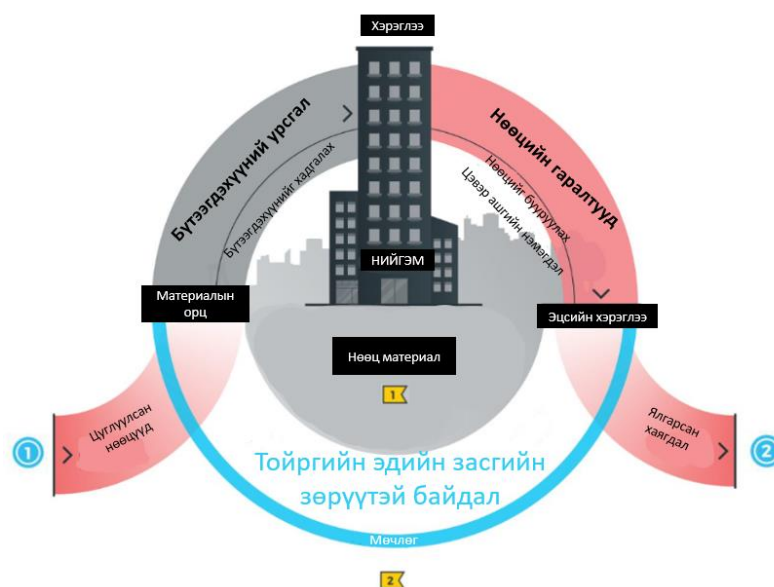 Хэрэглээ
Бүтээгдэхүүний урсгал
Бүтээгдэхүүнийг хадгалах
Нөөцийн гаралтууд
Нөөцийг бууруулах
Цэвэр ашгийн нэмэгдэл
НИЙГЭМ
Материалын
орц
Эцсийн хэрэглээ
Нөөц материал
1
Цуглуулсан
нөөцүүд
1
Ялгарсан
хаягдал
2
Тойргийн эдийн засгийн
зөрүүтэй байдал
Мөчлөг
2